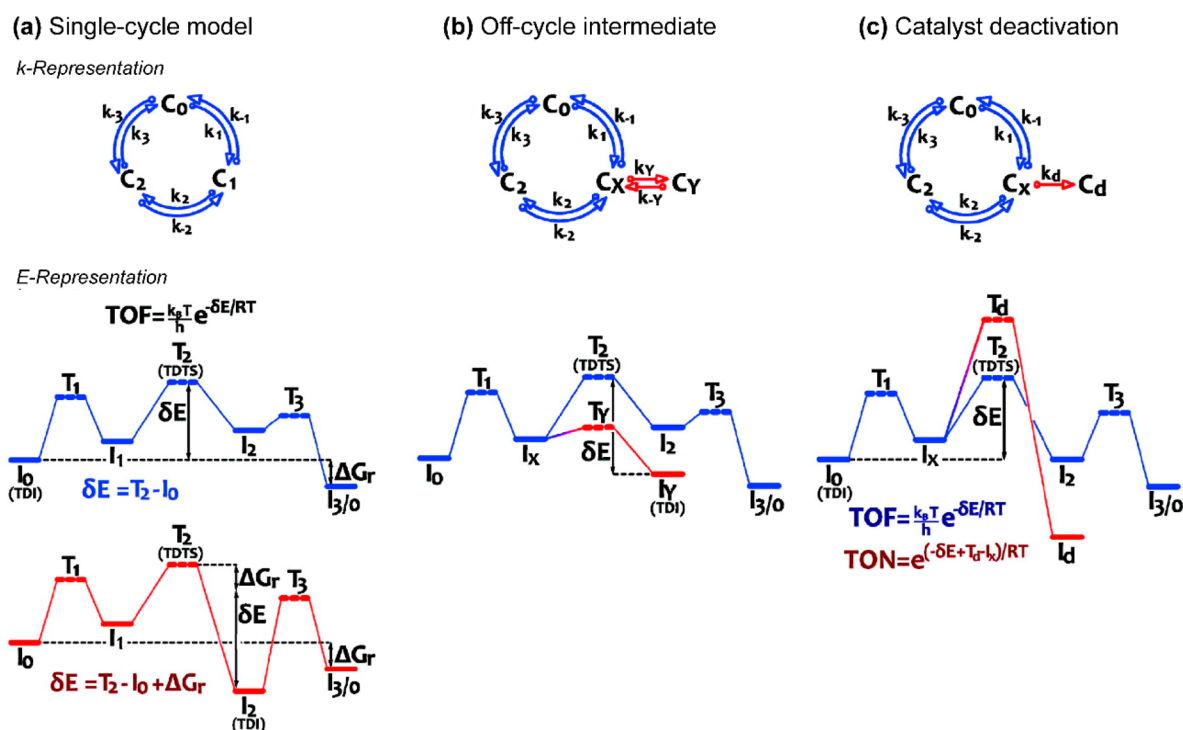 (a) Single-cycle model
k-Representation
C₀
k₋₃
k₃
k₁
k₋₁
C₂
C₁
k₂
k₋₂
E-Representation
TOF=kBT/h e^-δE/RT
T₂
(TDTS)
T₁
T₃
δE
I₁
I₂
I₀
(TDI)
δE =T₂-I₀
ΔGr
I₃/₀
T₂
(TDTS)
T₁
ΔGr
T₃
δE
I₁
I₀
ΔGr
I₃/₀
δE =T₂-I₀+ΔGr
I₂
(TDI)
(b) Off-cycle intermediate
C₀
k₋₃
k₃
k₁
k₋₁
C₂
CX
kY
k-Y
CY
k₂
k₋₂
T₂
(TDTS)
T₁
TY
T₃
δE
IX
I₂
I₀
IY
(TDI)
I₃/₀
(c) Catalyst deactivation
C₀
k₋₃
k₃
k₁
k₋₁
C₂
Cx
kd
Cd
k₂
k₋₂
Td
T₂
(TDTS)
T₁
T₃
δE
Ix
I₀
(TDI)
I₂
I₃/₀
TOF=kBT/h e^-δE/RT
TON=e^(-δE+Td-Ix)/RT
Id